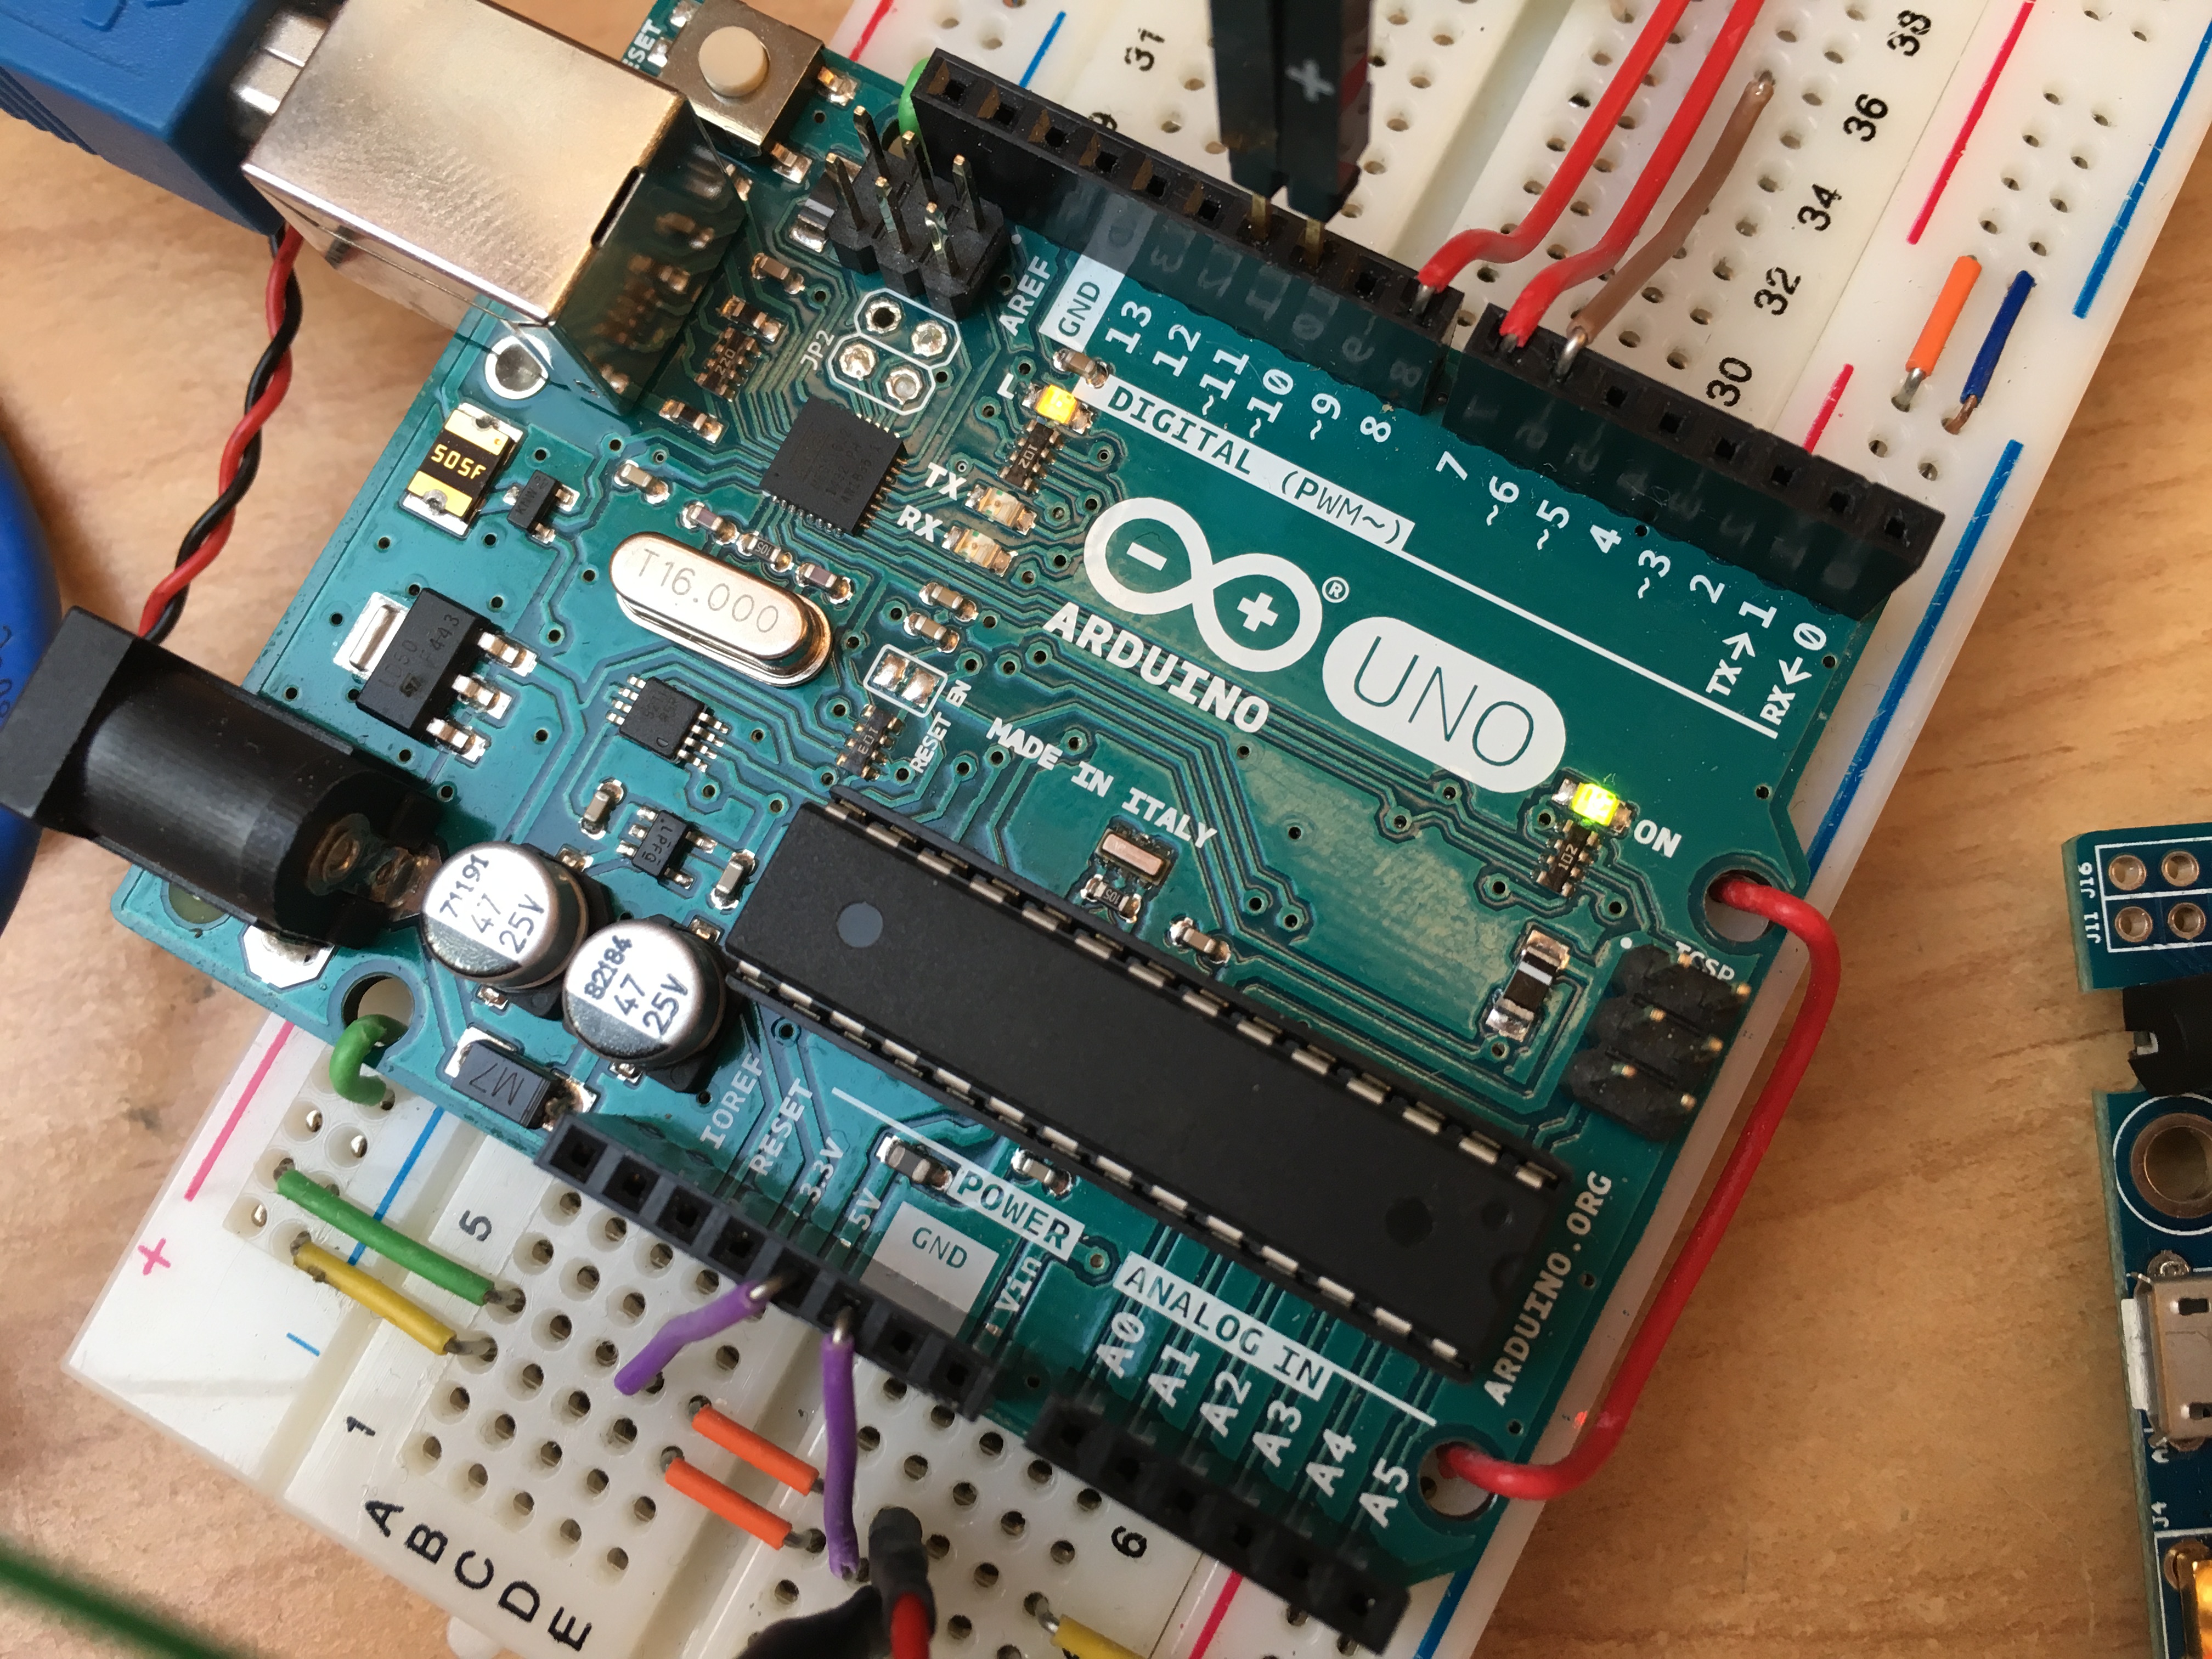 31
38
36
34
32
30
JP2
AREF
GND
13
12
~11
~10
~9
8
7
~6
~5
4
~3
2
TX→1
RX←0
L
DIGITAL (PWM~)
TX
RX
505F
T16.000
®
ARDUINO
UNO
RESET EN
MADE IN ITALY
ON
102
ICSP
71191
47
25V
82184
47
25V
M7
IOREF
RESET
3.3V
5V
GND
Vin
POWER
ANALOG IN
A0
A1
A2
A3
A4
A5
ARDUINO.ORG
J11 J16
J4
+
5
1
A
B
C
D
E
6
+